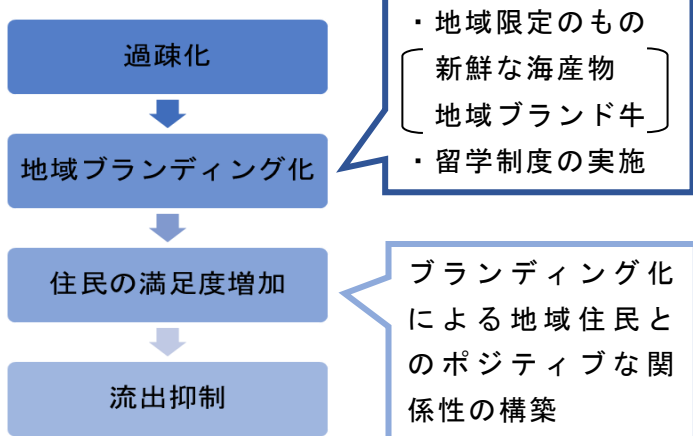 過疎化
地域ブランディング化
住民の満足度増加
流出抑制
・地域限定のもの
新鮮な海産物
地域ブランド牛
・留学制度の実施
ブランディング化
による地域住民と
のポジティブな関
係性の構築